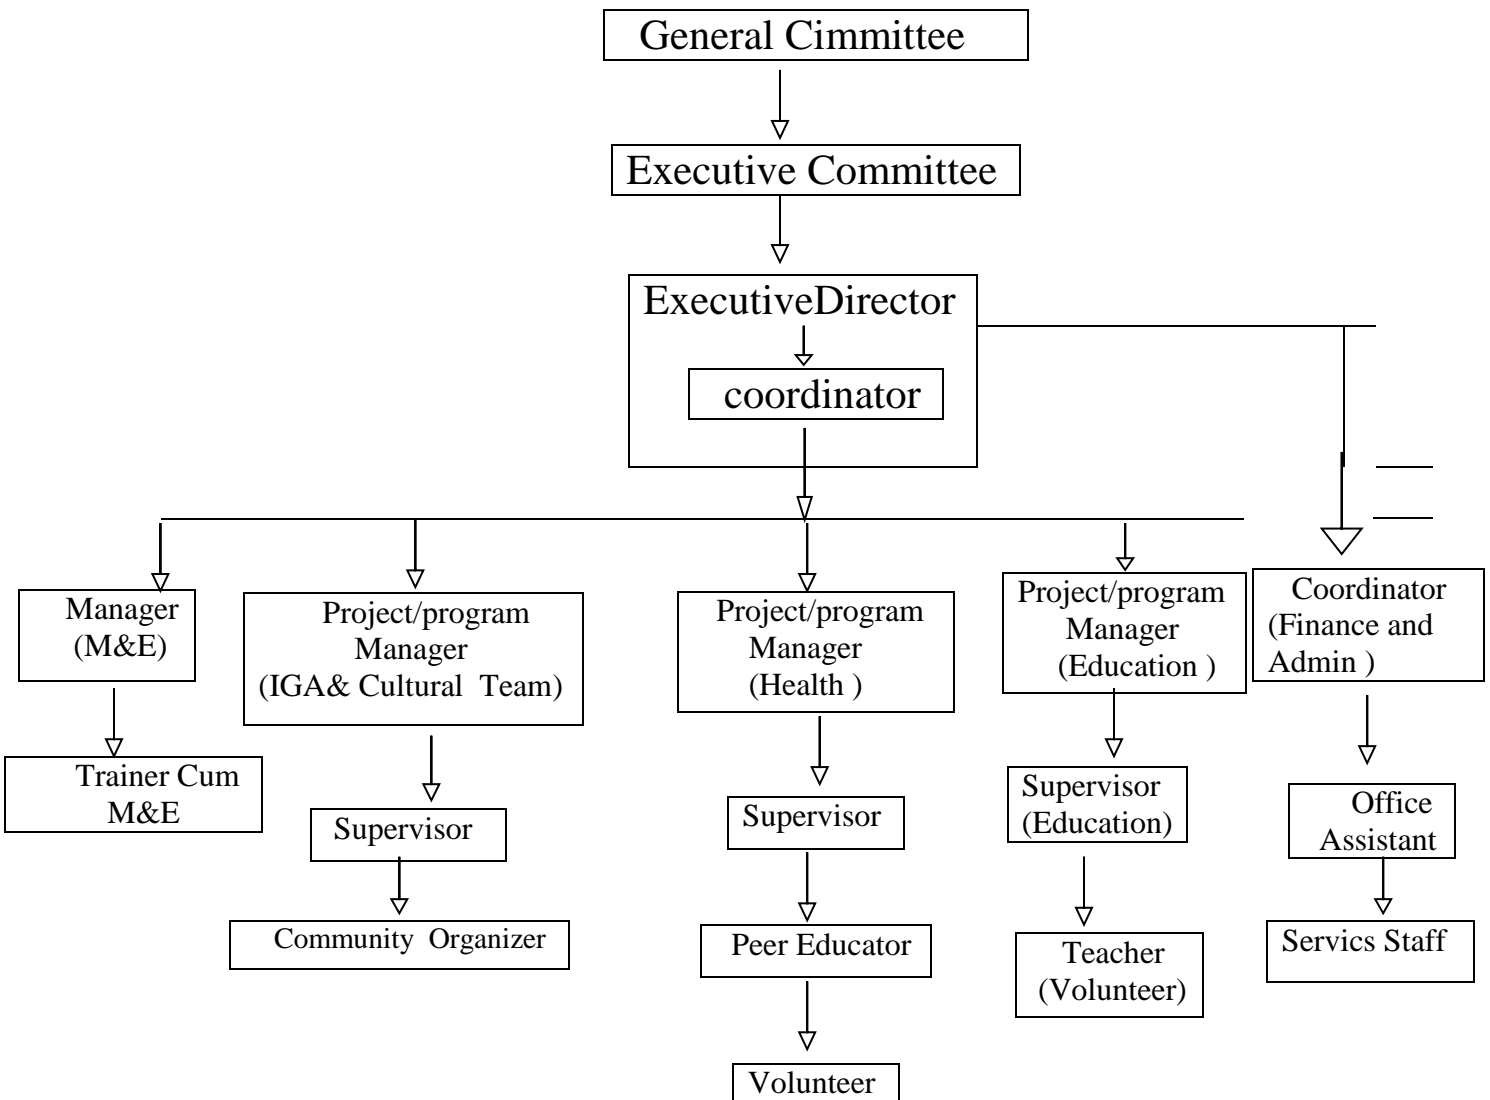 General Cimmittee
Executive Committee
ExecutiveDirector
coordinator
Manager
(M&E)
Project/program
Manager
(IGA& Cultural Team)
Project/program
Manager
(Health )
Project/program
Manager
(Education )
Coordinator
(Finance and
Admin )
Trainer Cum
M&E
Supervisor
Supervisor
Supervisor
(Education)
Office
Assistant
Community Organizer
Peer Educator
Teacher
(Volunteer)
Servics Staff
Volunteer